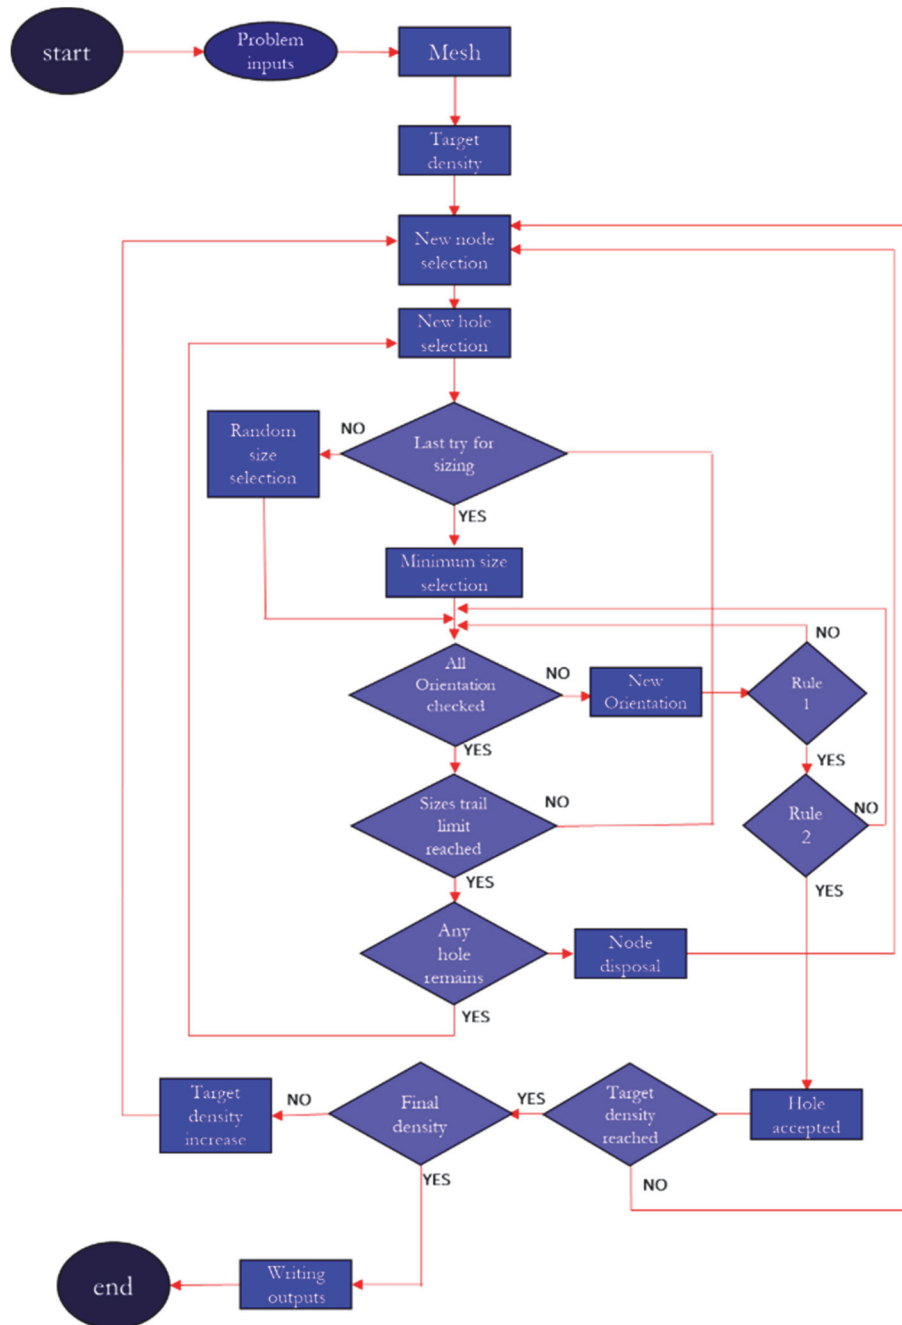 start
Problem
inputs
Mesh
Target
density
New node
selection
New hole
selection
Random
size
selection
NO
Last try for
sizing
YES
Minimum size
selection
NO
All
Orientation
checked
NO
New
Orientation
Rule
1
YES
YES
Sizes trail
limit
reached
NO
Rule
2
NO
YES
YES
Any
hole
remains
Node
disposal
YES
Target
density
increase
NO
Final
density
YES
Target
density
reached
Hole
accepted
YES
NO
end
Writing
outputs